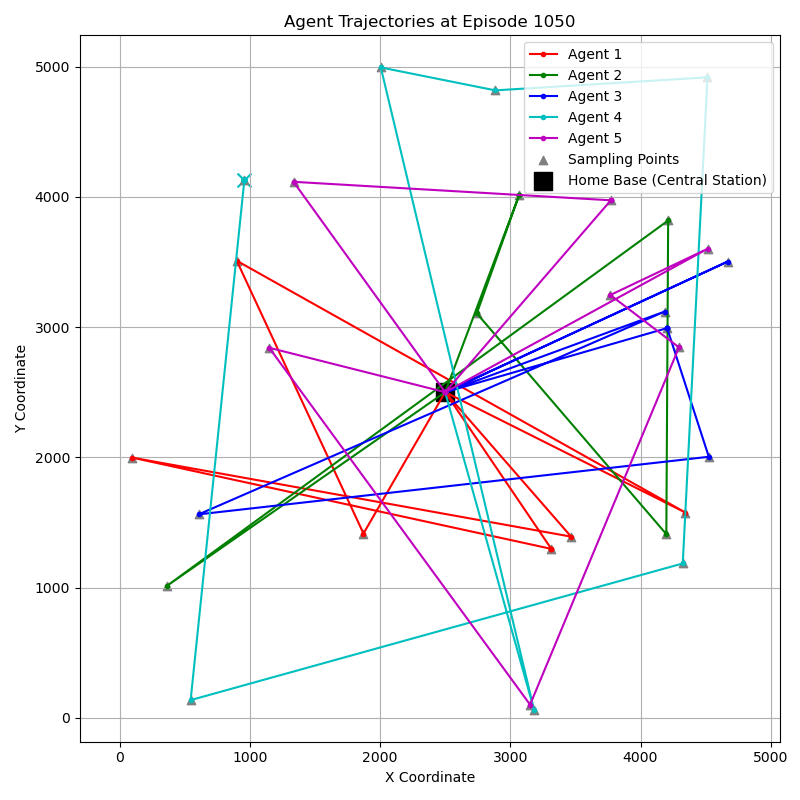 Agent Trajectories at Episode 1050
Agent 1
Agent 2
Agent 3
Agent 4
Agent 5
Sampling Points
Home Base (Central Station)
Y Coordinate
5000
4000
3000
2000
1000
0
0 1000 2000 3000 4000 5000
X Coordinate